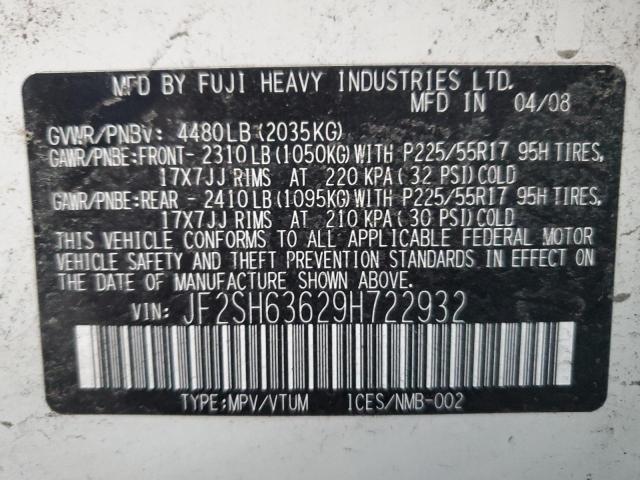 MFD BY FUJI HEAVY INDUSTRIES LTD.
MFD IN 04/08
GVWR/PNBV: 4480LB(2035KG)
GAWR/PNBE:FRONT- 2310LB(1050KG)WITH P225/55R17 95H TIRES,
17X7JJ RIMS AT 220 KPA(32 PSI)COLD
GAWR/PNBE:REAR - 2410LB(1095KG)WITH P225/55R17 95H TIRES,
17X7JJ RIMS AT 210 KPA(30 PSI)COLD
THIS VEHICLE CONFORMS TO ALL APPLICABLE FEDERAL MOTOR
VEHICLE SAFETY AND THEFT PREVENTION STANDARDS IN EFFECT ON
THE DATE OF MANUFACTURE SHOWN ABOVE.
VIN: JF2SH63629H722932
TYPE:MPV/VTUM ICES/NMB-002